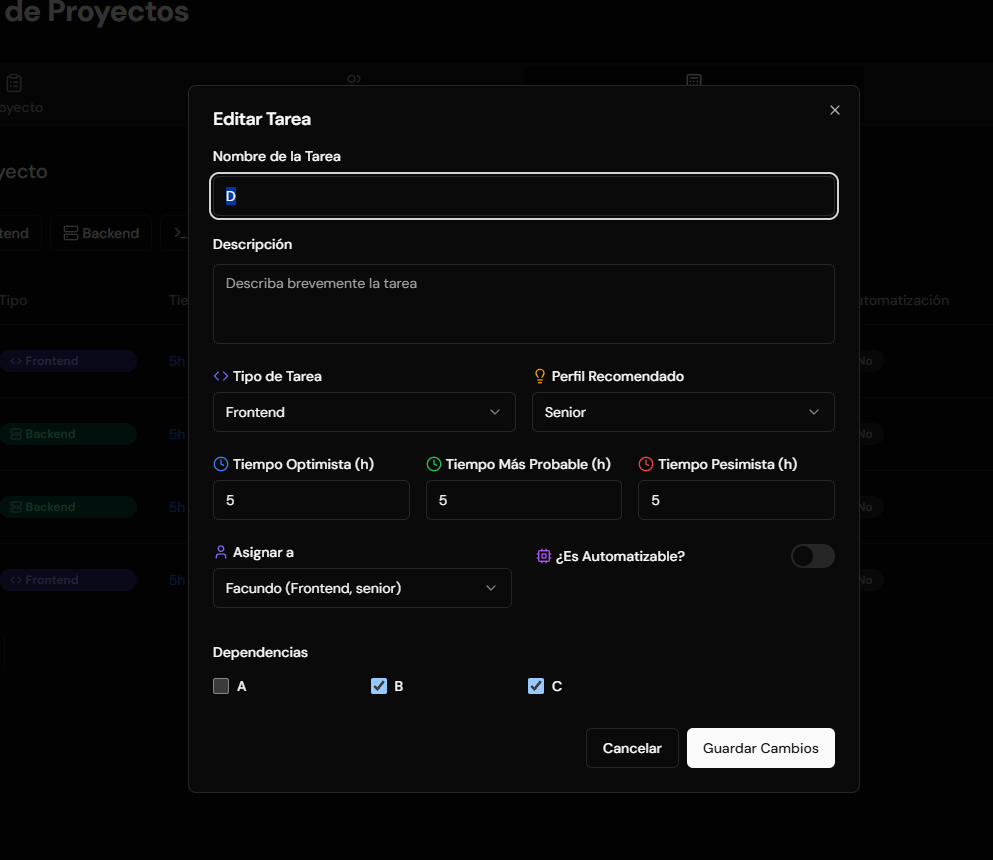 de Proyectos
oyecto
yecto
tend
Backend
Tipo
Tie
utomatización
Frontend
5h
No
Backend
5h
No
Backend
5h
No
Frontend
5h
No
Editar Tarea
Nombre de la Tarea
D
Descripción
Describa brevemente la tarea
Tipo de Tarea
Perfil Recomendado
Frontend
Senior
Tiempo Optimista (h)
Tiempo Más Probable (h)
Tiempo Pesimista (h)
5
5
5
Asignar a
¿Es Automatizable?
Facundo (Frontend, senior)
Dependencias
A
B
C
Cancelar
Guardar Cambios